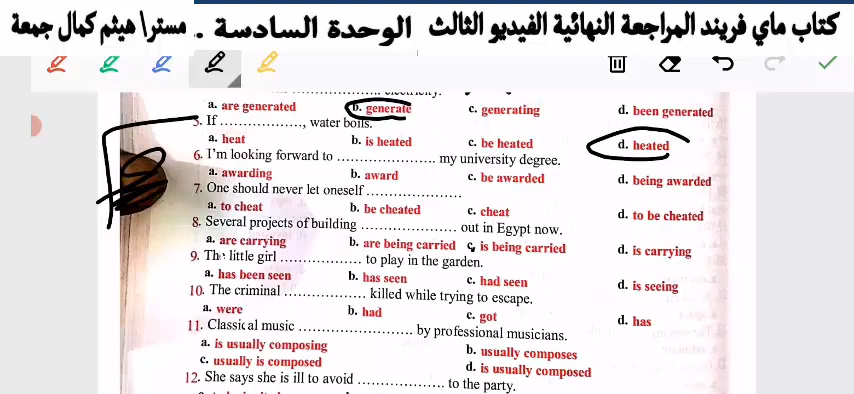 كتاب ماي فريند المراجعة النهائية الفيديو الثالث الوحدة السادسة .. مستر\ هيثم كمال جمعة
electricity.
a. are generated b. generate c. generating d. been generated
5. If ..................., water boils.
a. heat b. is heated c. be heated d. heated
6. I'm looking forward to ...................... my university degree.
a. awarding b. award c. be awarded d. being awarded
7. One should never let oneself ......................
a. to cheat b. be cheated c. cheat d. to be cheated
8. Several projects of building ...................... out in Egypt now.
a. are carrying b. are being carried c. is being carried d. is carrying
9. The little girl ................... to play in the garden.
a. has been seen b. has seen c. had seen d. is seeing
10. The criminal ................... killed while trying to escape.
a. were b. had c. got d. has
11. Classical music .......................... by professional musicians.
a. is usually composing b. usually composes
c. usually is composed d. is usually composed
12. She says she is ill to avoid .................... to the party.